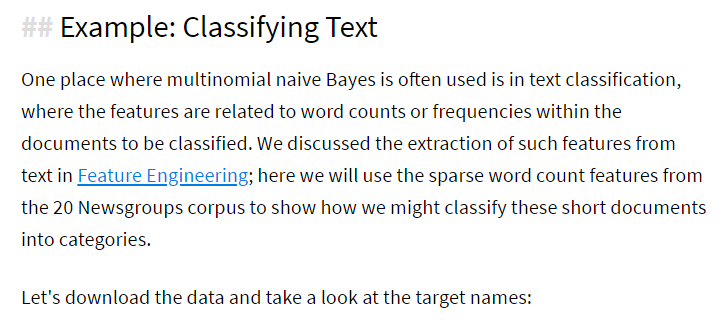 ## Example: Classifying Text
One place where multinomial naive Bayes is often used is in text classification,
where the features are related to word counts or frequencies within the
documents to be classified. We discussed the extraction of such features from
text in Feature Engineering; here we will use the sparse word count features from
the 20 Newsgroups corpus to show how we might classify these short documents
into categories.
Let's download the data and take a look at the target names: